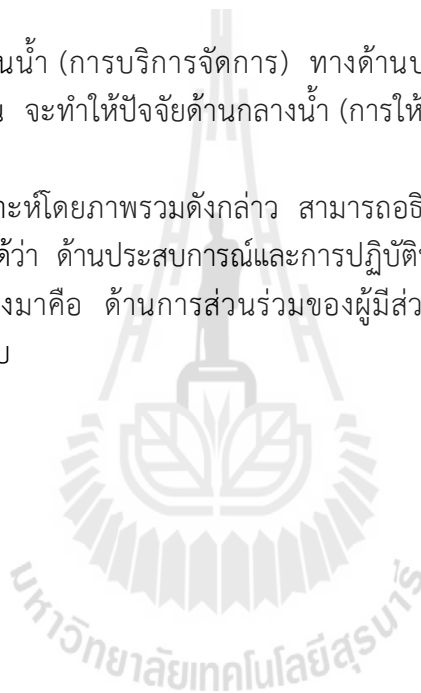 นน้ำ (การบริการจัดการ) ทางด้านบ
จะทำให้ปัจจัยด้านกลางน้ำ (การให้
าะห์โดยภาพรวมดังกล่าว สามารถอธิ
ด้ว่า ด้านประสบการณ์และการปฏิบัติ
งมาคือ ด้านการส่วนร่วมของผู้มีส่ว
บ
มหาวิทยาลัยเทคโนโลยีสุรนารี